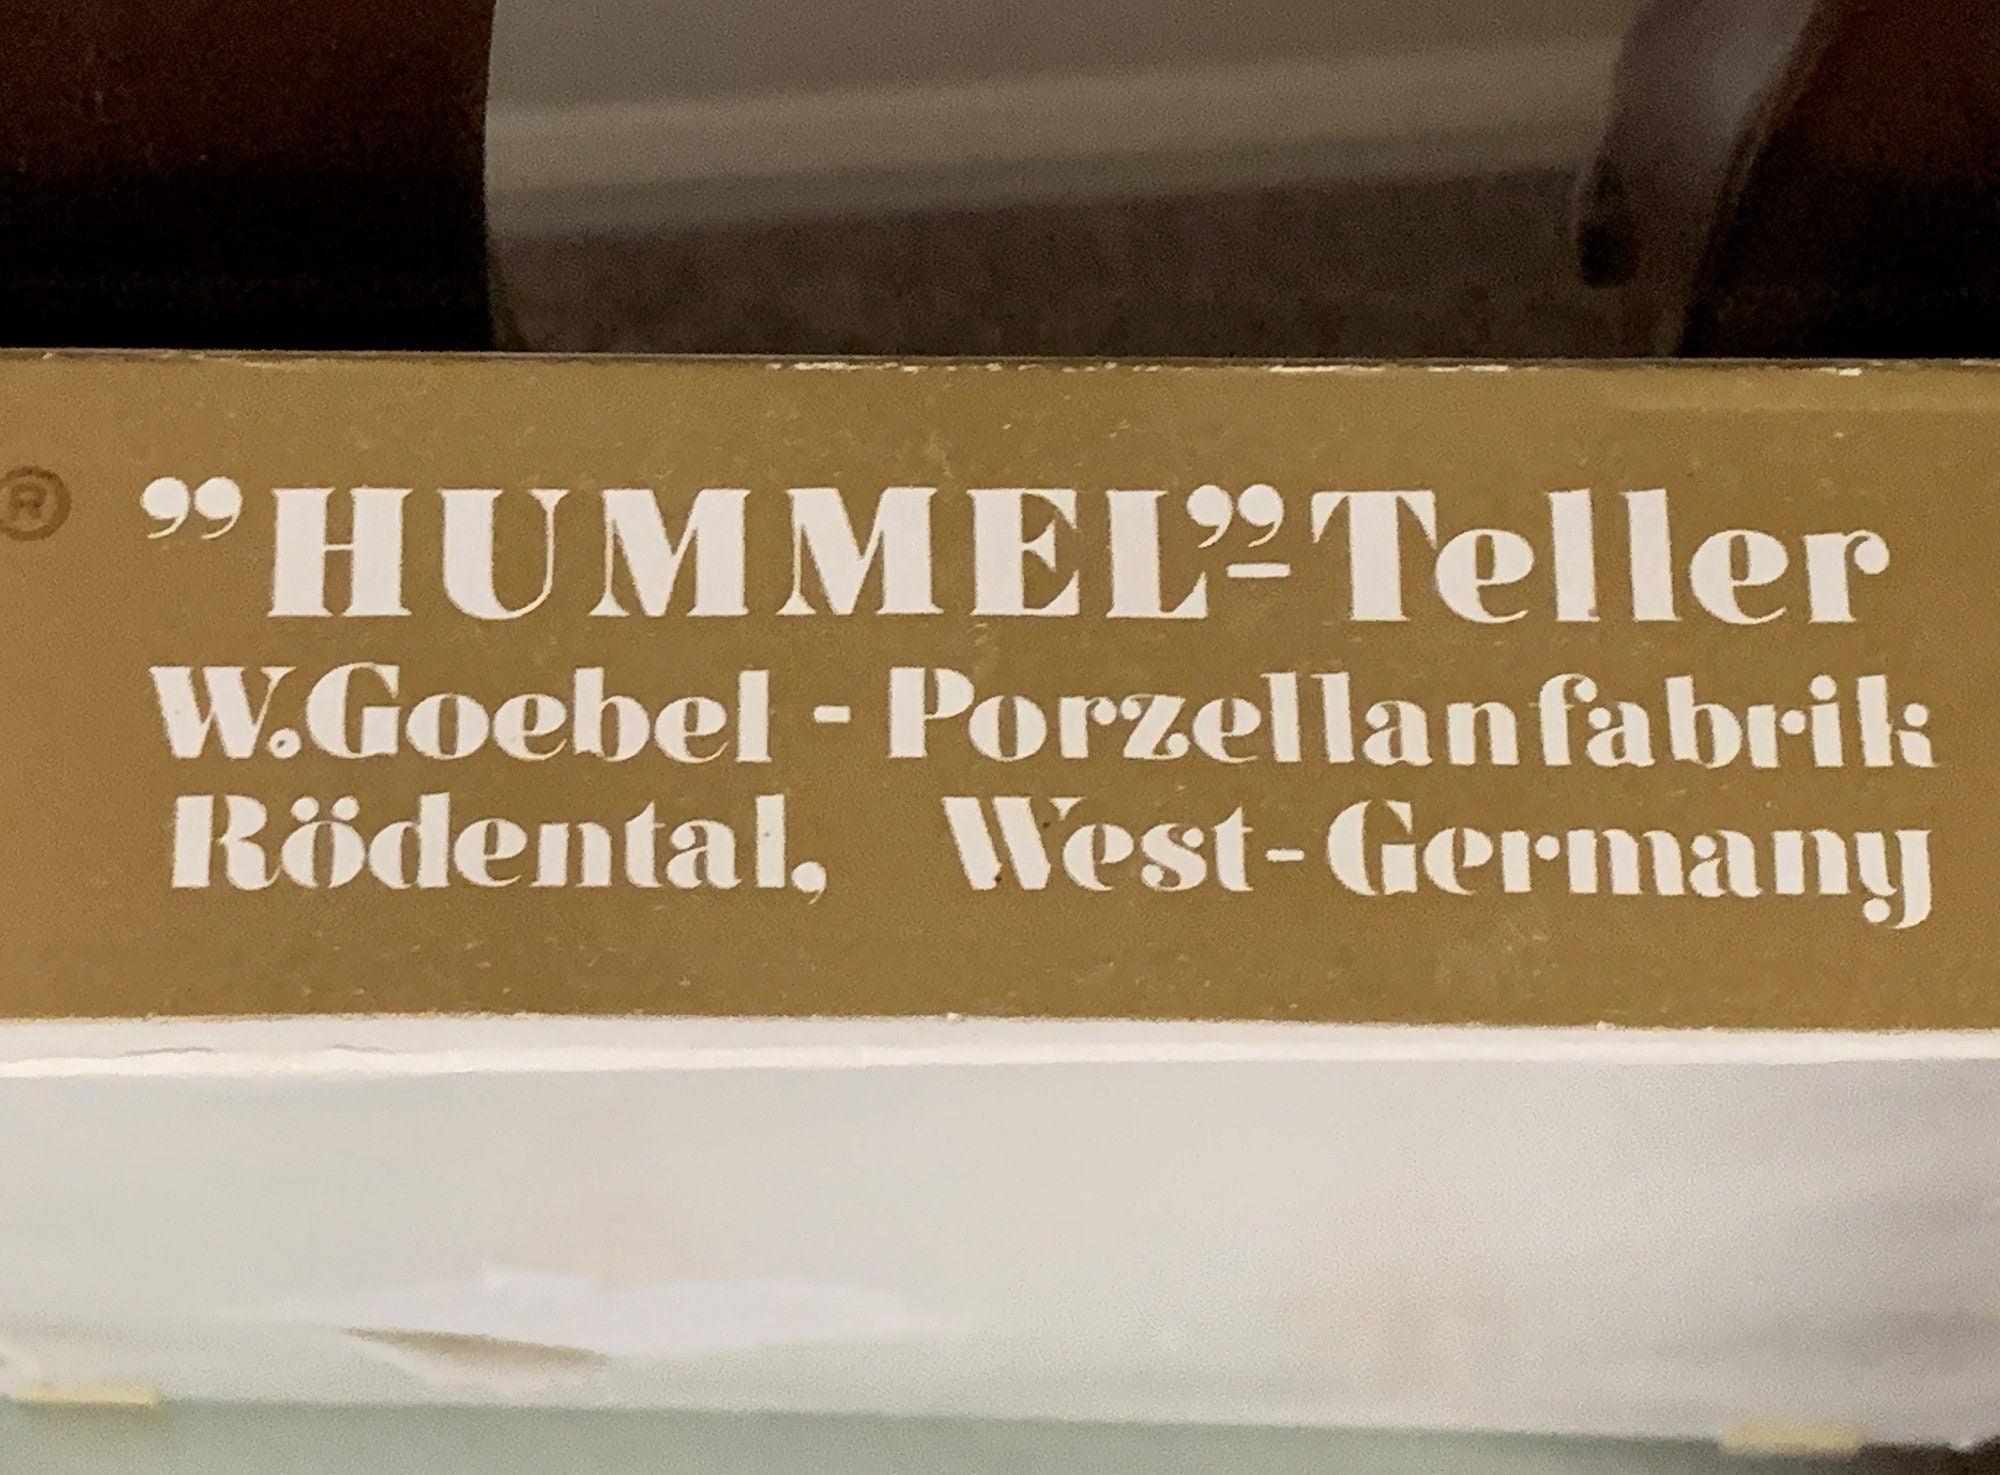 ® ”HUMMEL”-Teller
W.Goebel - Porzellanfabrik
Rödental, West-Germany